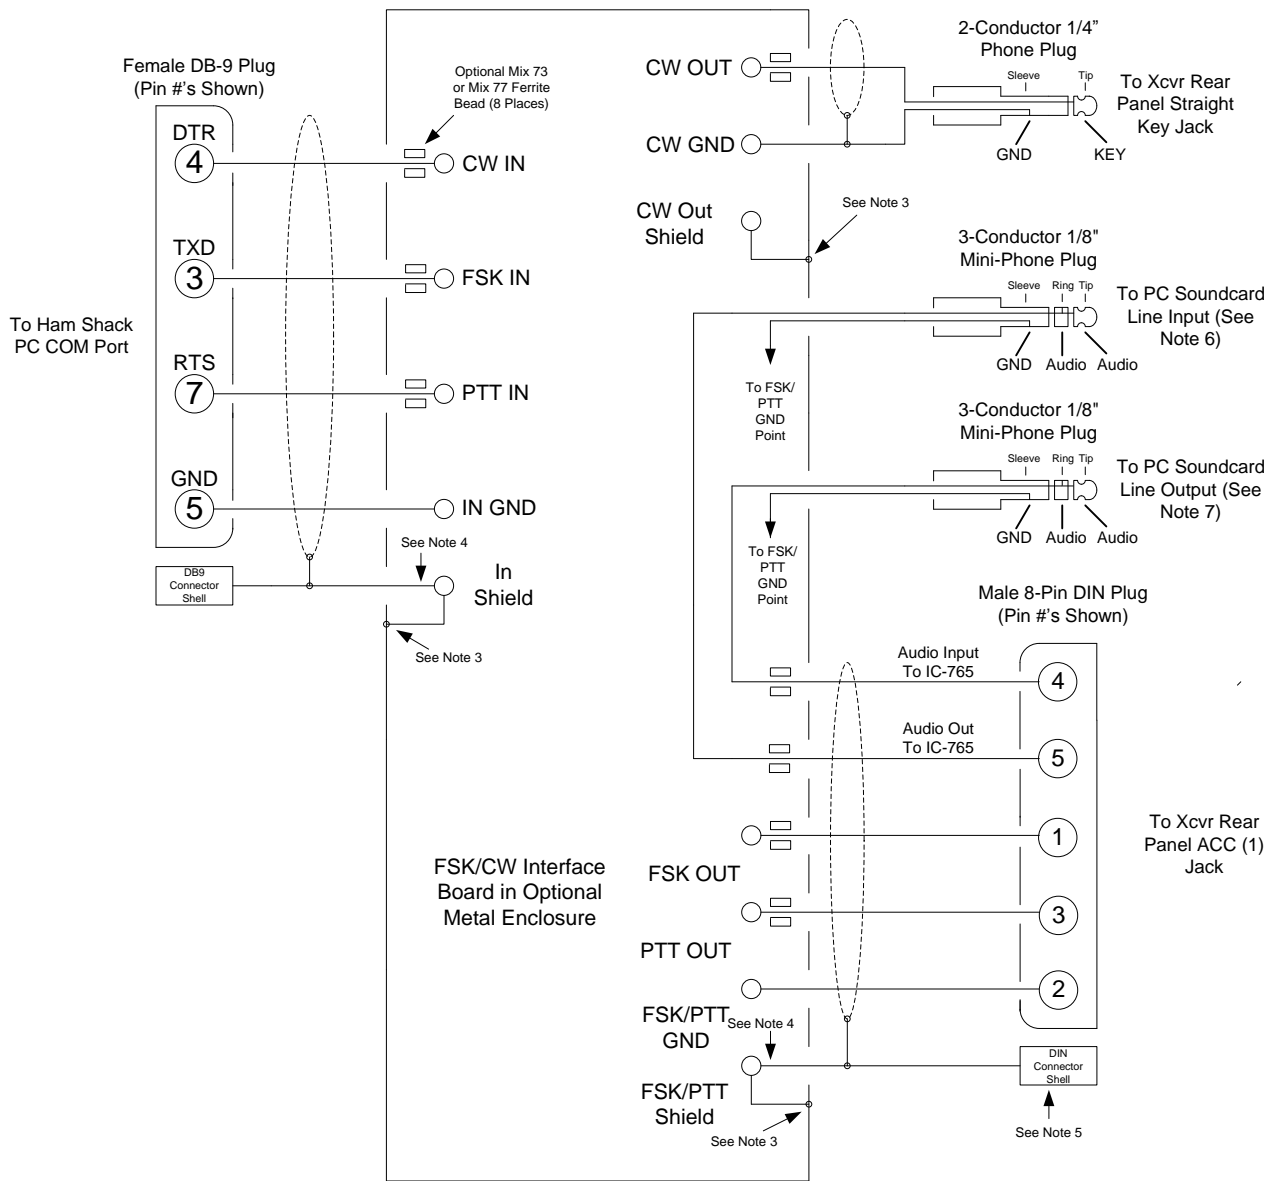 Female DB-9 Plug
(Pin #'s Shown)
DTR
4
TXD
3
To Ham Shack
PC COM Port
RTS
7
GND
5
DB9
Connector
Shell
Optional Mix 73
or Mix 77 Ferrite
Bead (8 Places)
CW IN
FSK IN
PTT IN
IN GND
See Note 4
In
Shield
See Note 3
FSK/CW Interface
Board in Optional
Metal Enclosure
CW OUT
CW GND
CW Out
Shield
See Note 3
2-Conductor 1/4”
Phone Plug
Sleeve
Tip
GND
KEY
To Xcvr Rear
Panel Straight
Key Jack
3-Conductor 1/8"
Mini-Phone Plug
Sleeve
Ring
Tip
GND
Audio
Audio
To PC Soundcard
Line Input (See
Note 6)
To FSK/
PTT
GND
Point
3-Conductor 1/8"
Mini-Phone Plug
Sleeve
Ring
Tip
GND
Audio
Audio
To PC Soundcard
Line Output (See
Note 7)
To FSK/
PTT
GND
Point
Male 8-Pin DIN Plug
(Pin #'s Shown)
Audio Input
To IC-765
4
Audio Out
To IC-765
5
1
FSK OUT
3
PTT OUT
2
FSK/PTT
GND
See Note 4
FSK/PTT
Shield
See Note 3
DIN
Connector
Shell
See Note 5
To Xcvr Rear
Panel ACC (1)
Jack